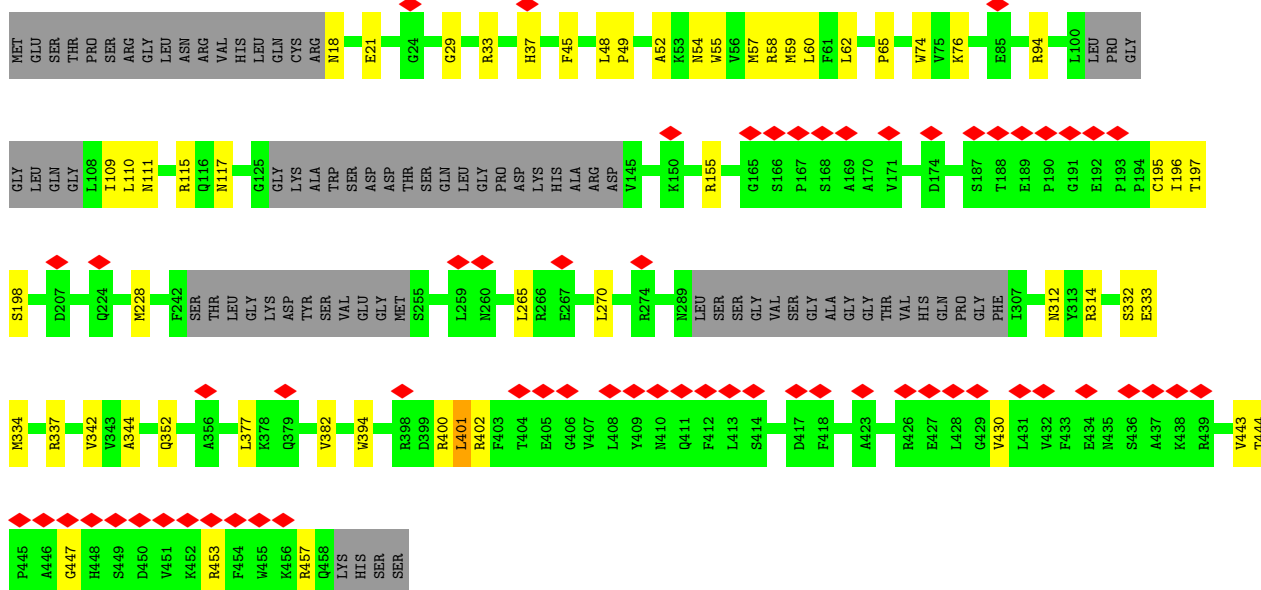 MET GLU SER THR PRO SER ARG GLY LEU ASN ARG VAL HIS LEU GLN CYS ARG N18 E21 G24 G29 R33 H37 F45 L48 P49 A52 K53 N54 W55 V56 M57 R58 M59 L60 F61 L62 P65 W74 V75 K76 E85 R94 L100 LEU PRO GLY
GLY LEU GLN GLY L108 I109 L110 N111 R115 Q116 N117 G125 GLY LYS ALA TRP SER ASP ASP THR SER GLN LEU GLY PRO ASP LYS HIS ALA ARG ASP V145 K150 R155 G165 S166 P167 S168 A169 A170 V171 D174 S187 T188 E189 P190 G191 E192 P193 P194 C195 I196 T197
S198 D207 Q224 M228 F242 SER THR LEU GLY LYS ASP TYR SER VAL GLU GLY MET S255 L259 N260 L265 R266 E267 L270 R274 N289 LEU SER SER GLY VAL SER GLY ALA GLY GLY THR VAL HIS GLN PRO GLY PHE I307 N312 Y313 R314 S332 E333
M334 R337 V342 V343 A344 Q352 A356 L377 K378 Q379 V382 W394 R398 D399 R400 L401 R402 F403 T404 E405 G406 V407 L408 Y409 N410 Q411 F412 L413 S414 D417 F418 A423 R426 E427 L428 G429 V430 L431 V432 F433 E434 N435 S436 A437 K438 R439 V443 T444
P445 A446 G447 H448 S449 D450 V451 K452 R453 F454 W455 K456 R457 Q458 LYS HIS SER SER